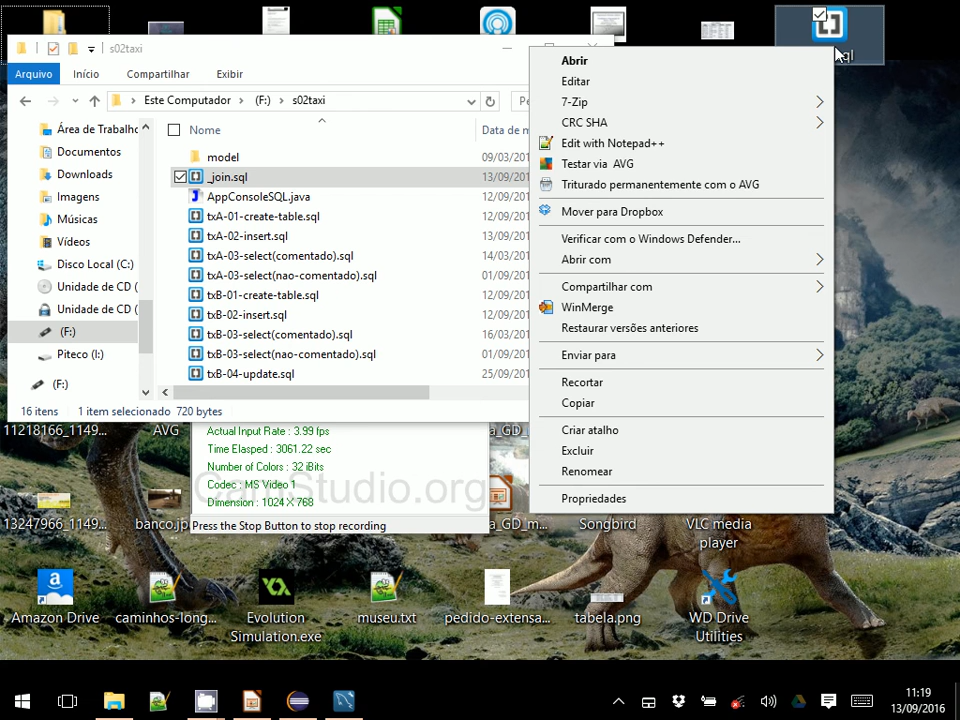 s02taxi
Arquivo
Início
Compartilhar
Exibir
Este Computador > (F:) > s02taxi
Área de Trabalho
Documentos
Downloads
Imagens
Músicas
Vídeos
Disco Local (C:)
Unidade de CD (
Unidade de CD (
(F:)
Piteco (I:)
(F:)
Nome
Data de m
model
09/03/201
_join.sql
13/09/201
AppConsoleSQL.java
12/09/201
txA-01-create-table.sql
12/09/201
txA-02-insert.sql
13/09/201
txA-03-select(comentado).sql
14/03/201
txA-03-select(nao-comentado).sql
01/09/201
txB-01-create-table.sql
12/09/201
txB-02-insert.sql
12/09/201
txB-03-select(comentado).sql
16/03/201
txB-03-select(nao-comentado).sql
01/09/201
txB-04-update.sql
25/09/201
16 itens
1 item selecionado 720 bytes
Abrir
Editar
7-Zip
CRC SHA
Edit with Notepad++
Testar via AVG
Triturado permanentemente com o AVG
Mover para Dropbox
Verificar com o Windows Defender...
Abrir com
Compartilhar com
WinMerge
Restaurar versões anteriores
Enviar para
Recortar
Copiar
Criar atalho
Excluir
Renomear
Propriedades
11218166_1149...
AVG
Actual Input Rate : 3.99 fps
Time Elasped : 3061.22 sec
Number of Colors : 32 iBits
Codec : MS Video 1
Dimension : 1024 X 768
CamStudio.org
Press the Stop Button to stop recording
13247966_1149...
banco.jp
a_GD_m...
Songbird
VLC media
player
Amazon Drive
caminhos-long...
Evolution
Simulation.exe
museu.txt
pedido-extensa...
tabela.png
WD Drive
Utilities
11:19
13/09/2016